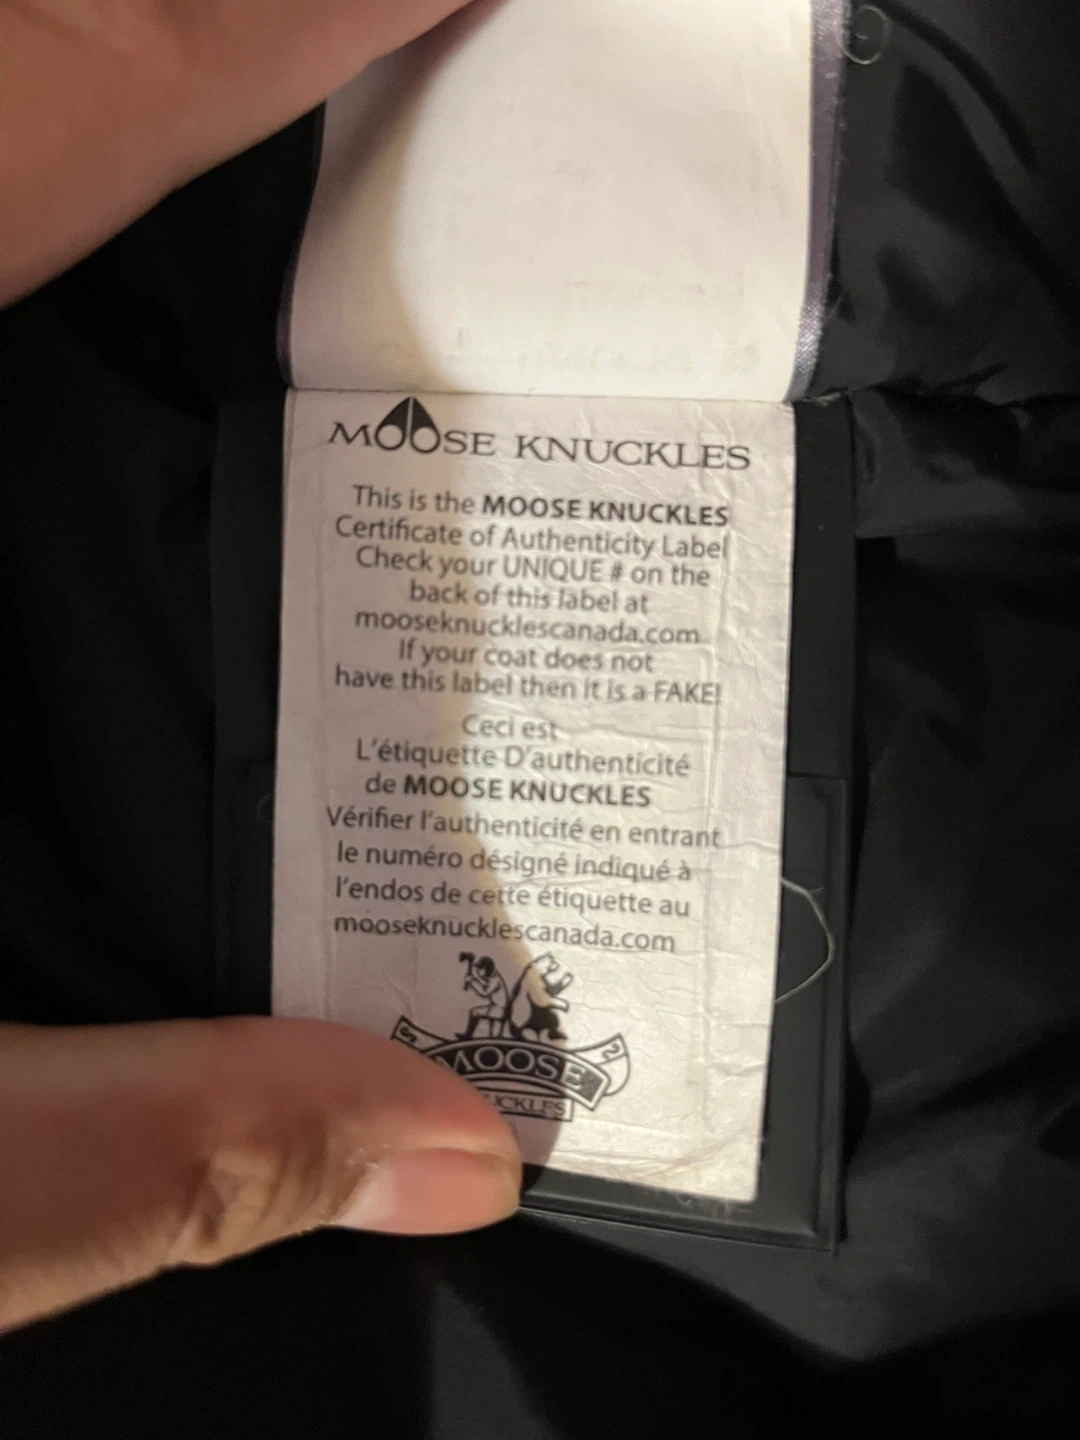 MOOSE KNUCKLES
This is the MOOSE KNUCKLES
Certificate of Authenticity Label
Check your UNIQUE # on the
back of this label at
mooseknucklescanada.com
If your coat does not
have this label then it is a FAKE!
Ceci est
L'étiquette D'authenticité
de MOOSE KNUCKLES
Vérifier l'authenticité en entrant
le numéro désigné indiqué à
l'endos de cette étiquette au
mooseknucklescanada.com
MOOSE